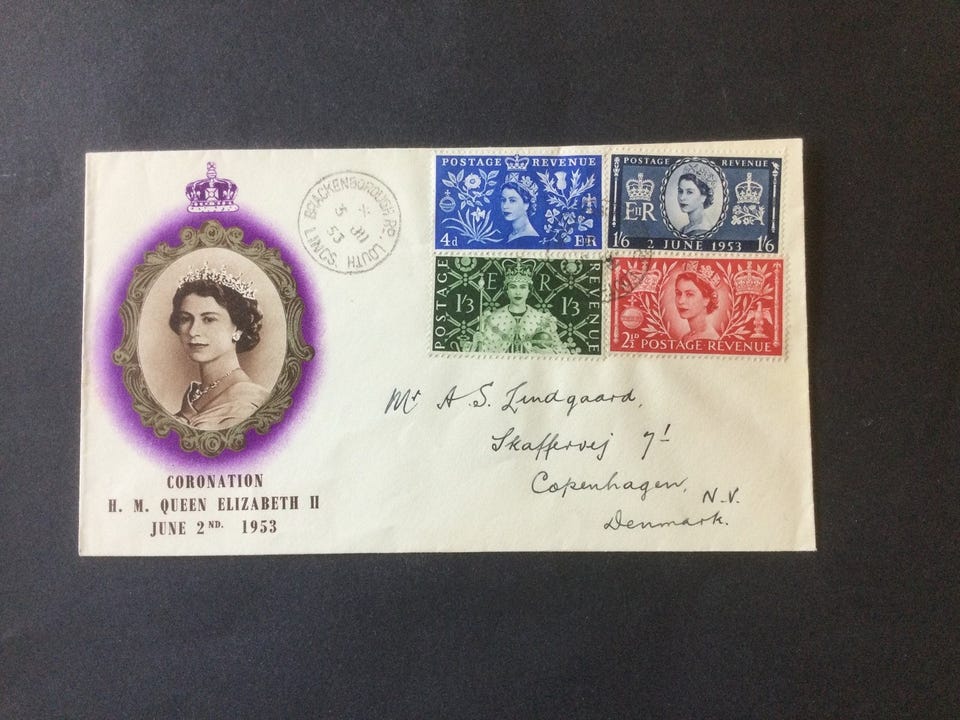 CORONATION
H. M. QUEEN ELIZABETH II
JUNE 2ND. 1953
BRACKENBOROUGH RD. LOUTH LINCS.
5 JU
53
POSTAGE REVENUE
4d EIIR
POSTAGE REVENUE
EIIR
1/6 2 JUNE 1953 1/6
POSTAGE E R REVENUE
1/3 1/3
2½D POSTAGE·REVENUE
Mr A. S. Lindgaard,
Skaffervej 7!
Copenhagen, N.V.
Denmark.